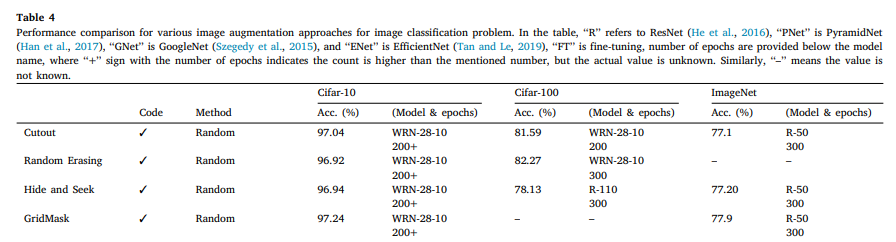 Table 4
Performance comparison for various image augmentation approaches for image classification problem. In the table, “R” refers to ResNet (He et al., 2016), “PNet” is PyramidNet
(Han et al., 2017), “GNet” is GoogleNet (Szegedy et al., 2015), and “ENet” is EfficientNet (Tan and Le, 2019), “FT” is fine-tuning, number of epochs are provided below the model
name, where “+” sign with the number of epochs indicates the count is higher than the mentioned number, but the actual value is unknown. Similarly, “–” means the value is
not known.
Cifar-10 Cifar-100 ImageNet
Code Method Acc. (%) (Model & epochs) Acc. (%) (Model & epochs) Acc. (%) (Model & epochs)
Cutout ✓ Random 97.04 WRN-28-10 81.59 WRN-28-10 77.1 R-50
200+ 200 300
Random Erasing ✓ Random 96.92 WRN-28-10 82.27 WRN-28-10 – –
200+ 300
Hide and Seek ✓ Random 96.94 WRN-28-10 78.13 R-110 77.20 R-50
200+ 300 300
GridMask ✓ Random 97.24 WRN-28-10 – – 77.9 R-50
200+ 300